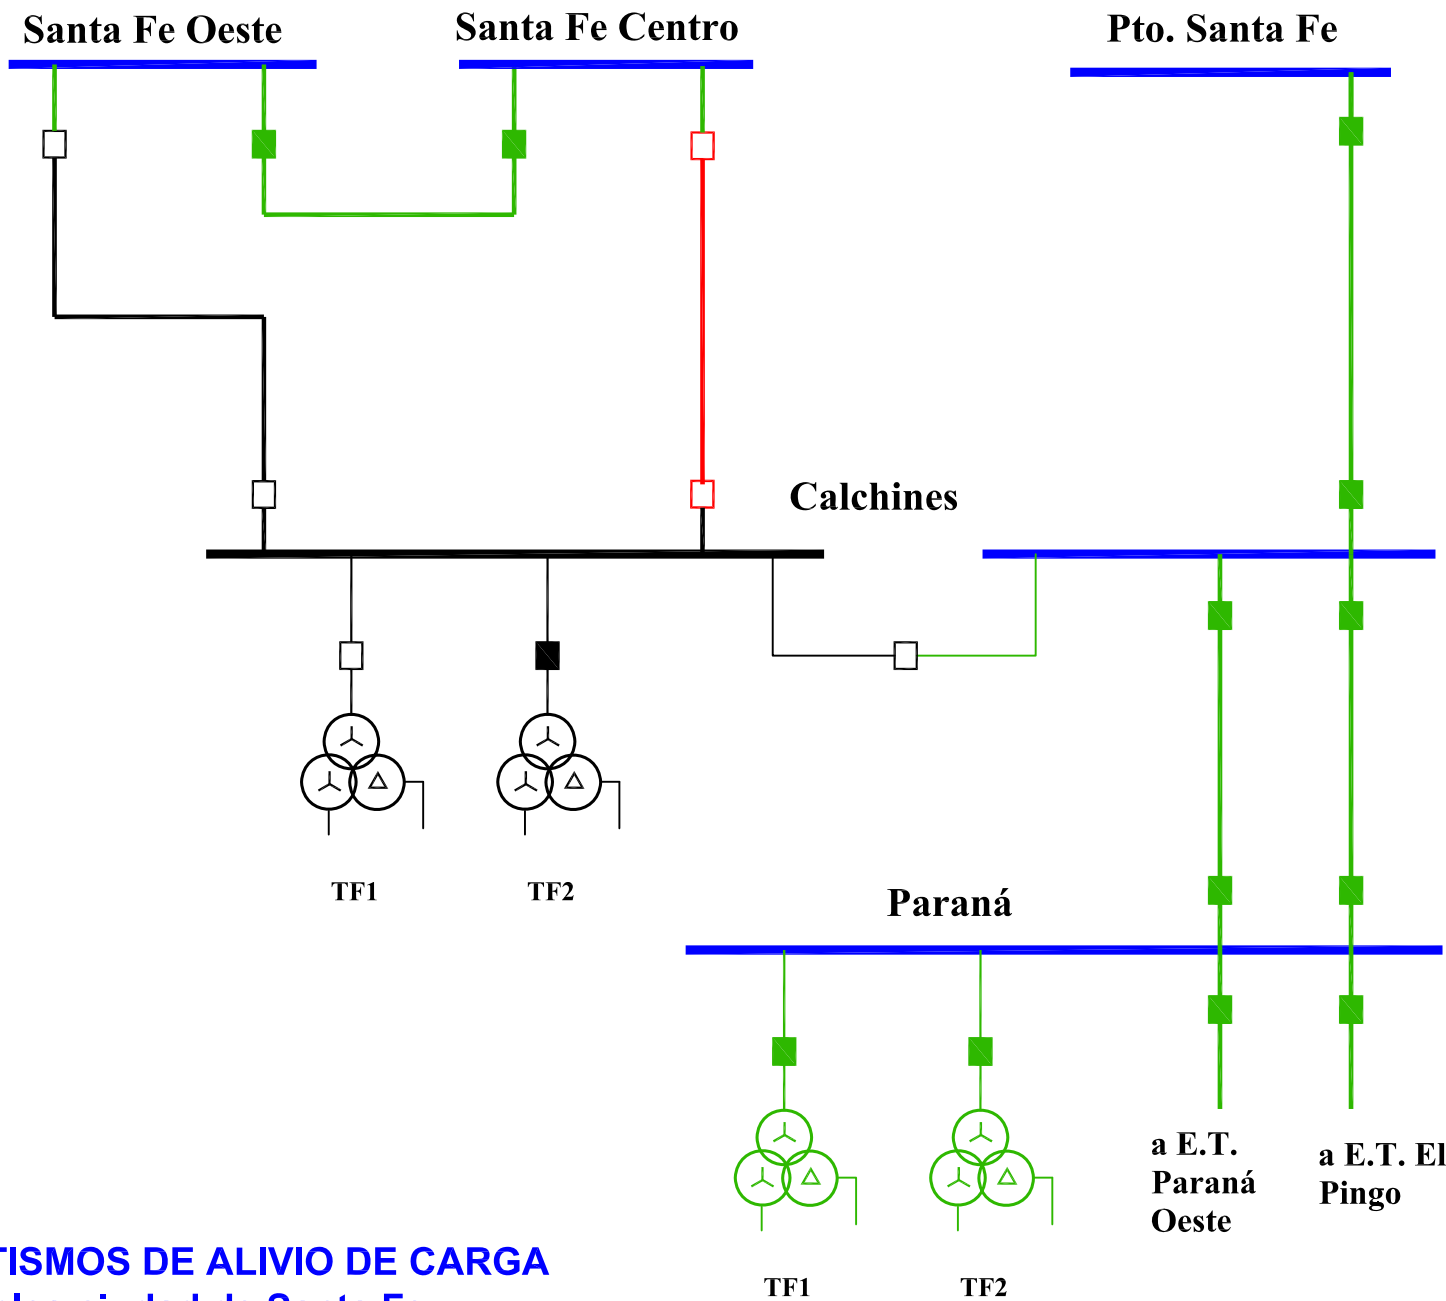 Santa Fe Oeste
Santa Fe Centro
Pto. Santa Fe
Calchines
TF1
TF2
Paraná
a E.T.
Paraná
Oeste
a E.T. El
Pingo
TF1
TF2
TISMOS DE ALIVIO DE CARGA